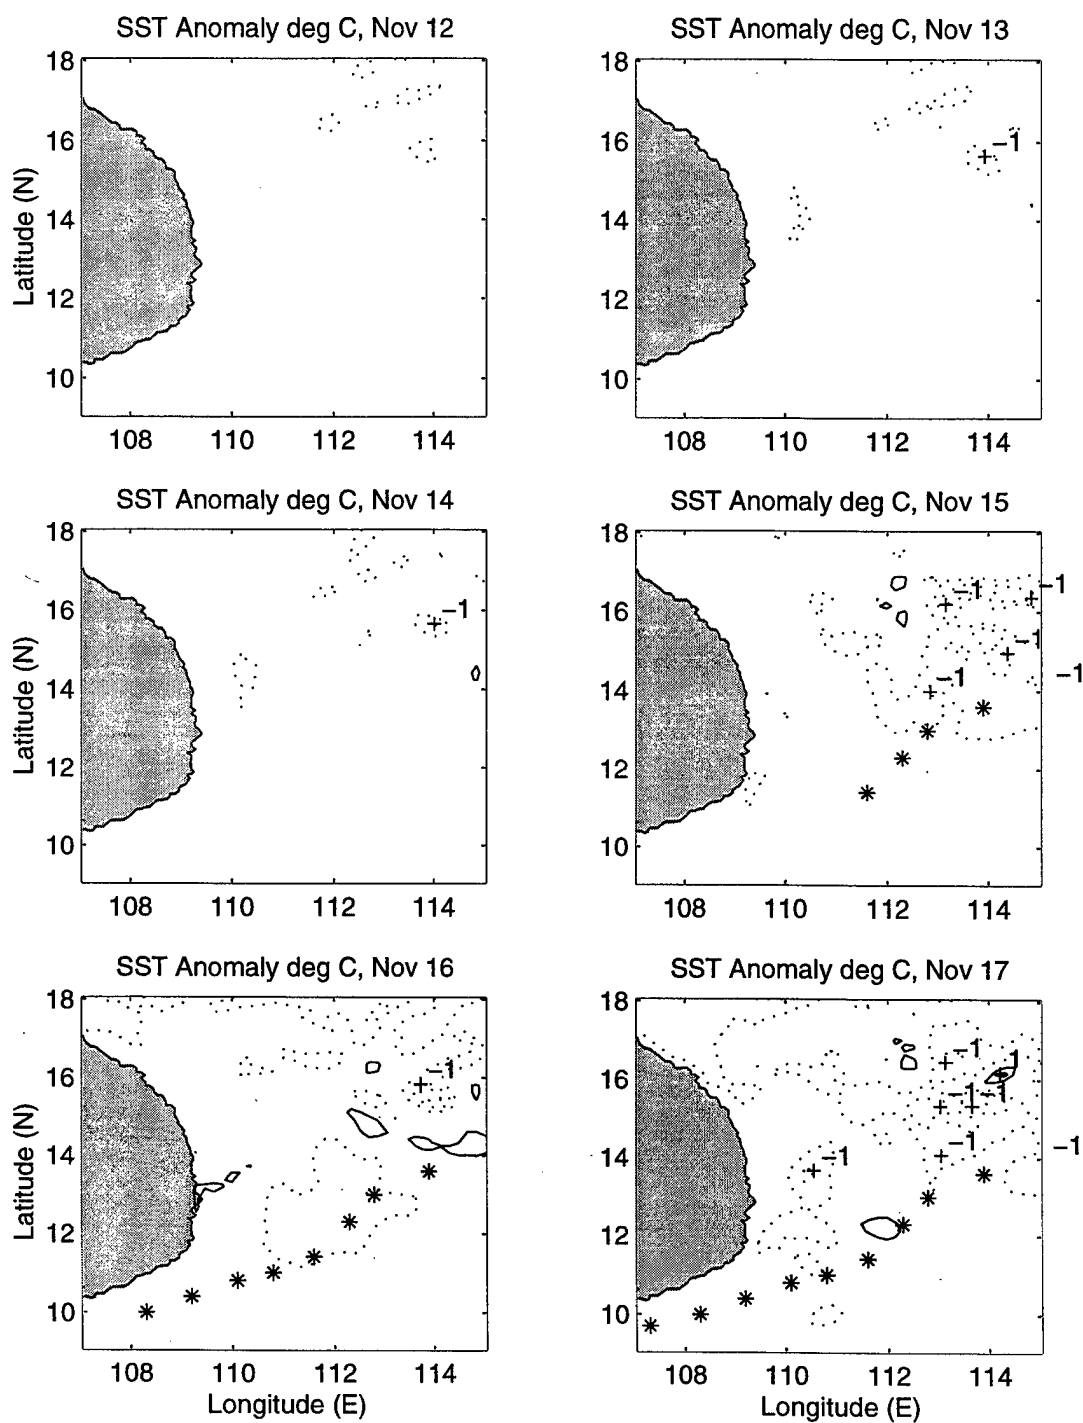 SST Anomaly deg C, Nov 12
SST Anomaly deg C, Nov 13
18
16
14
12
10
Latitude (N)
108 110 112 114
18
16
14
12
10
−1
108 110 112 114
SST Anomaly deg C, Nov 14
SST Anomaly deg C, Nov 15
18
16
14
12
10
Latitude (N)
−1
108 110 112 114
18
16
14
12
10
−1
−1
−1
−1
−1
108 110 112 114
SST Anomaly deg C, Nov 16
SST Anomaly deg C, Nov 17
18
16
14
12
10
Latitude (N)
−1
108 110 112 114
Longitude (E)
18
16
14
12
10
−1
1
−1
−1
−1
−1
−1
108 110 112 114
Longitude (E)